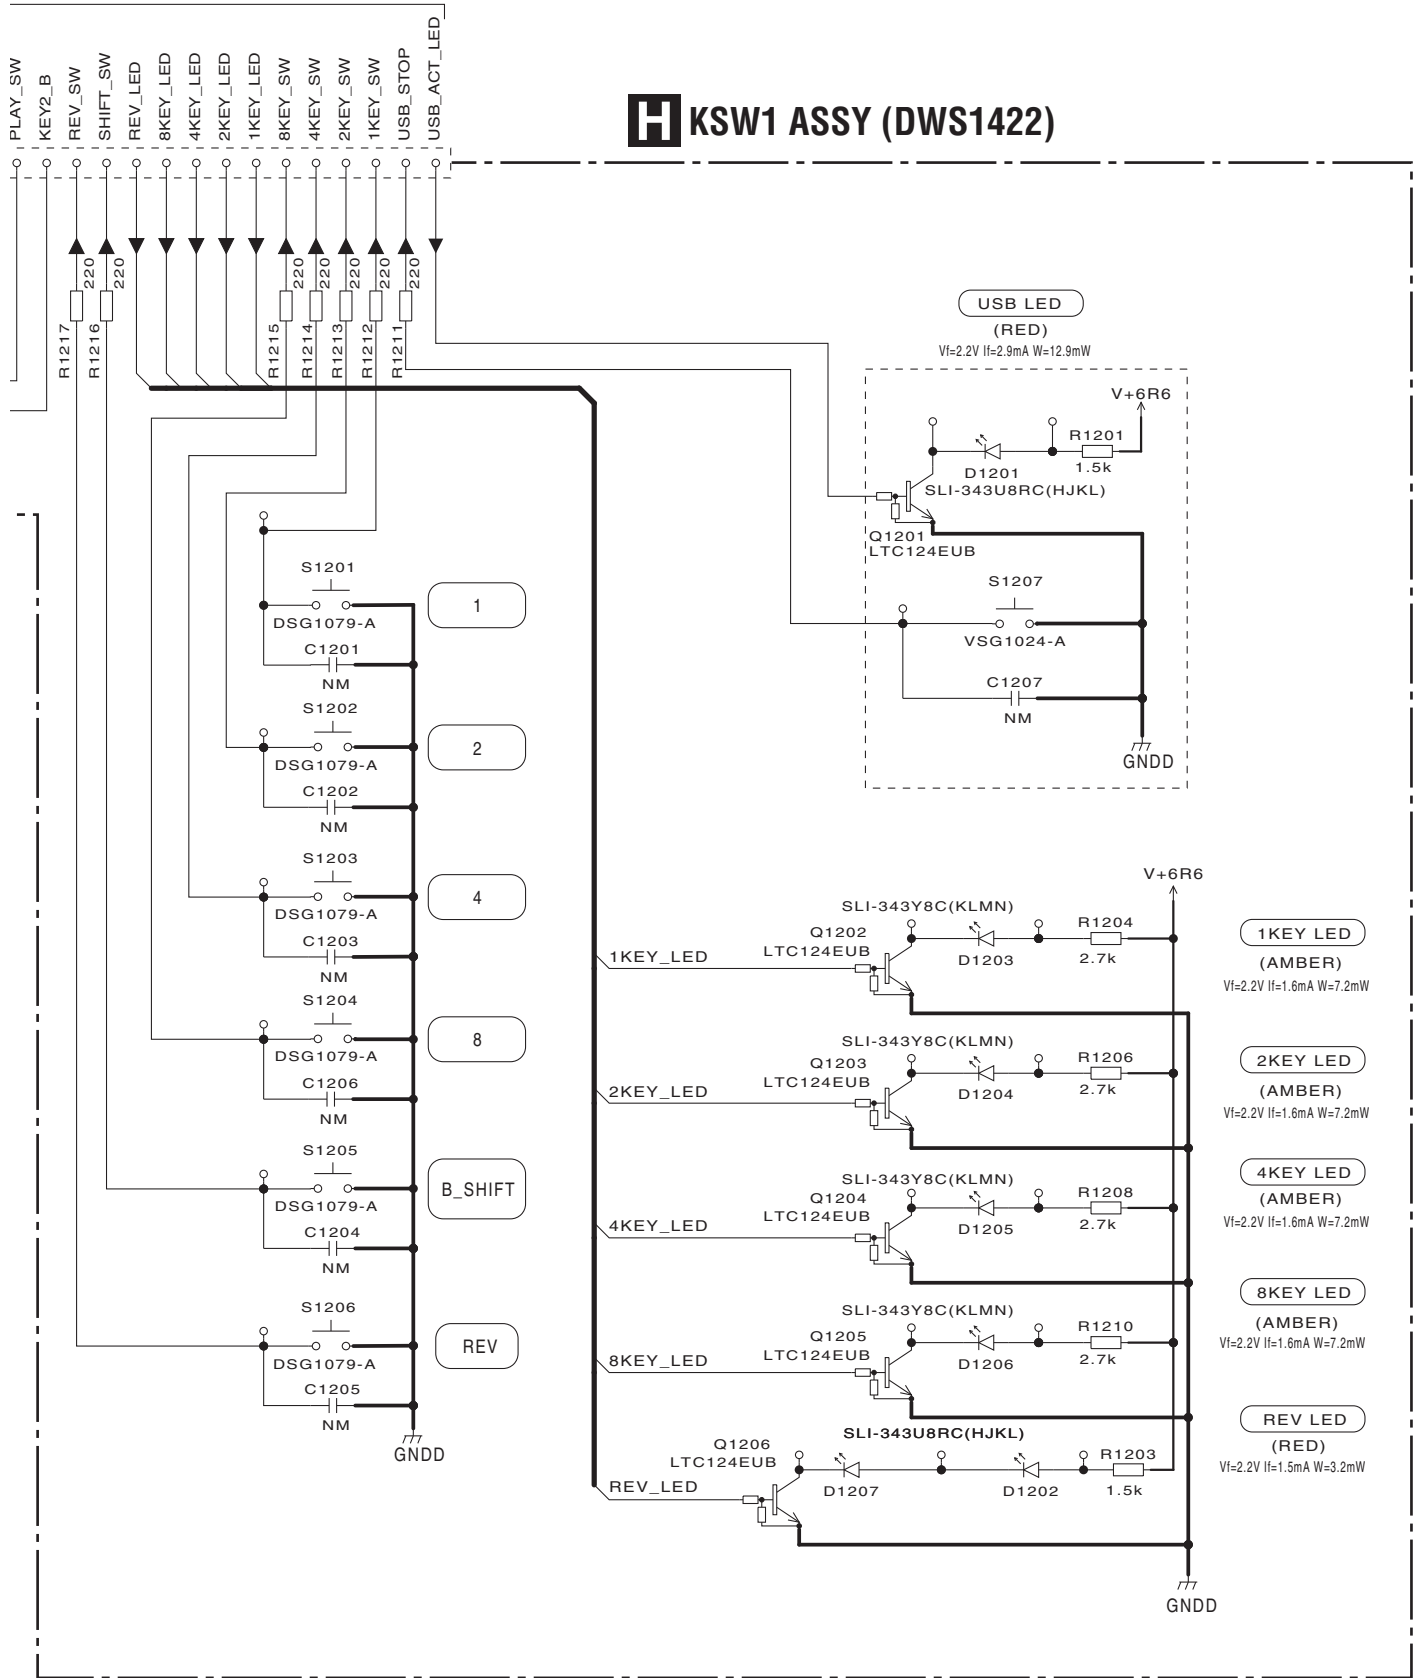 PLAY_SW
KEY2_B
REV_SW
SHIFT_SW
REV_LED
8KEY_LED
4KEY_LED
2KEY_LED
1KEY_LED
8KEY_SW
4KEY_SW
2KEY_SW
1KEY_SW
USB_STOP
USB_ACT_LED
H KSW1 ASSY (DWS1422)
R1217 220
R1216 220
R1215 220
R1214 220
R1213 220
R1212 220
R1211 220
USB LED
(RED)
Vf=2.2V If=2.9mA W=12.9mW
V+6R6
R1201
1.5k
D1201
SLI-343U8RC(HJKL)
Q1201
LTC124EUB
S1207
VSG1024-A
C1207
NM
GNDD
S1201
DSG1079-A
1
C1201
NM
S1202
DSG1079-A
2
C1202
NM
S1203
DSG1079-A
4
C1203
NM
S1204
DSG1079-A
8
C1206
NM
S1205
DSG1079-A
B_SHIFT
C1204
NM
S1206
DSG1079-A
REV
C1205
NM
GNDD
V+6R6
1KEY_LED
Q1202
LTC124EUB
SLI-343Y8C(KLMN)
D1203
R1204
2.7k
1KEY LED
(AMBER)
Vf=2.2V If=1.6mA W=7.2mW
2KEY_LED
Q1203
LTC124EUB
SLI-343Y8C(KLMN)
D1204
R1206
2.7k
2KEY LED
(AMBER)
Vf=2.2V If=1.6mA W=7.2mW
4KEY_LED
Q1204
LTC124EUB
SLI-343Y8C(KLMN)
D1205
R1208
2.7k
4KEY LED
(AMBER)
Vf=2.2V If=1.6mA W=7.2mW
8KEY_LED
Q1205
LTC124EUB
SLI-343Y8C(KLMN)
D1206
R1210
2.7k
8KEY LED
(AMBER)
Vf=2.2V If=1.6mA W=7.2mW
REV_LED
Q1206
LTC124EUB
SLI-343U8RC(HJKL)
D1207
D1202
R1203
1.5k
REV LED
(RED)
Vf=2.2V If=1.5mA W=3.2mW
GNDD